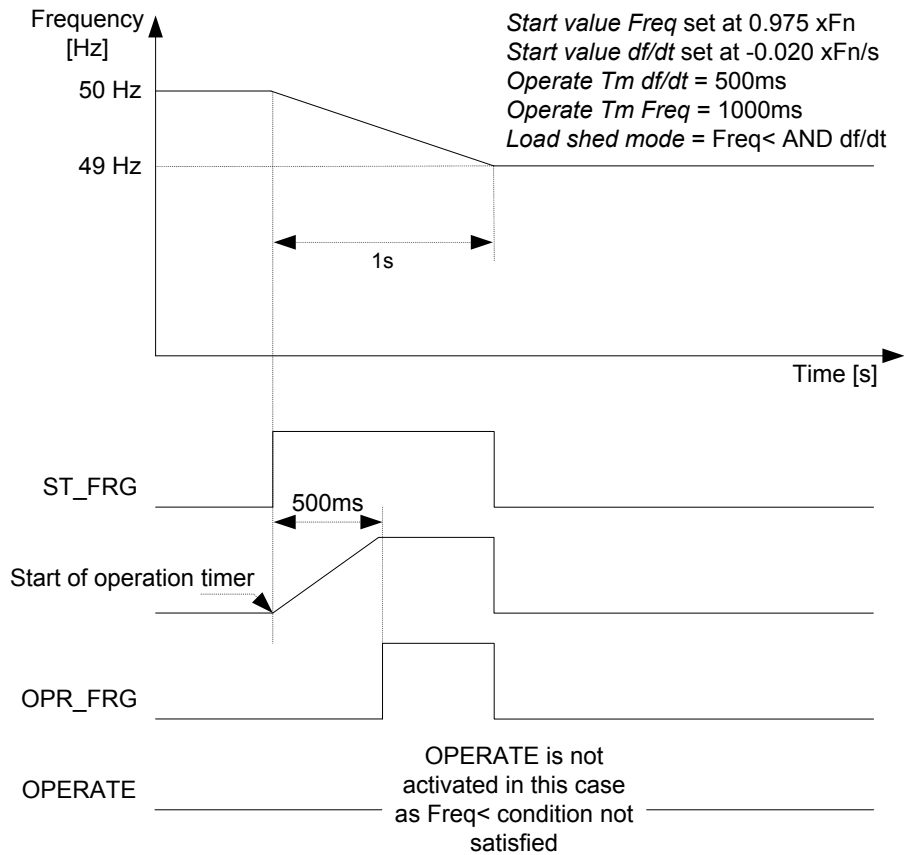 Frequency
[Hz]
Start value Freq set at 0.975 xFn
Start value df/dt set at -0.020 xFn/s
Operate Tm df/dt = 500ms
Operate Tm Freq = 1000ms
Load shed mode = Freq< AND df/dt
50 Hz
49 Hz
1s
Time [s]
ST_FRG
500ms
Start of operation timer
OPR_FRG
OPERATE
OPERATE is not
activated in this case
as Freq< condition not
satisfied